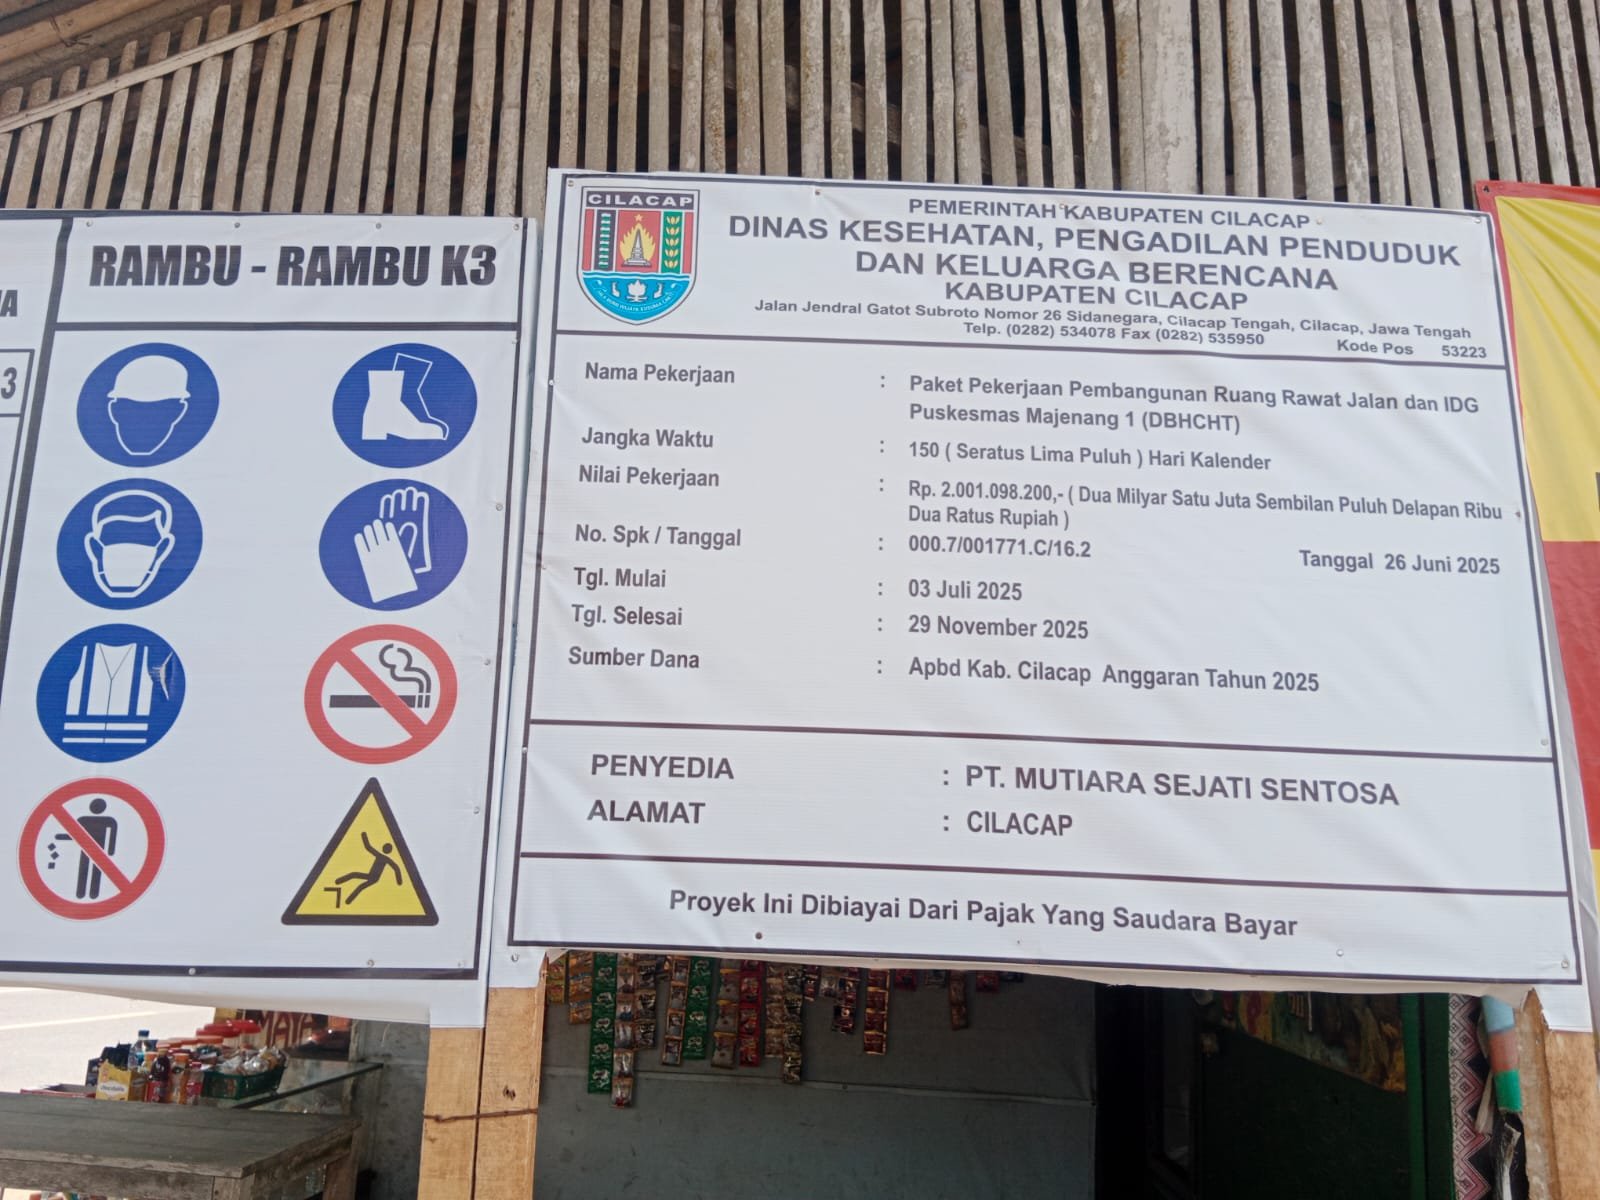 RAMBU - RAMBU K3
A
3
CILACAP
PEMERINTAH KABUPATEN CILACAP
DINAS KESEHATAN, PENGADILAN PENDUDUK
DAN KELUARGA BERENCANA
KABUPATEN CILACAP
Jalan Jendral Gatot Subroto Nomor 26 Sidanegara, Cilacap Tengah, Cilacap, Jawa Tengah
Telp. (0282) 534078 Fax (0282) 535950 Kode Pos 53223
Nama Pekerjaan : Paket Pekerjaan Pembangunan Ruang Rawat Jalan dan IDG
Puskesmas Majenang 1 (DBHCHT)
Jangka Waktu : 150 ( Seratus Lima Puluh ) Hari Kalender
Nilai Pekerjaan : Rp. 2.001.098.200,- ( Dua Milyar Satu Juta Sembilan Puluh Delapan Ribu
Dua Ratus Rupiah )
No. Spk / Tanggal : 000.7/001771.C/16.2 Tanggal 26 Juni 2025
Tgl. Mulai : 03 Juli 2025
Tgl. Selesai : 29 November 2025
Sumber Dana : Apbd Kab. Cilacap Anggaran Tahun 2025
PENYEDIA : PT. MUTIARA SEJATI SENTOSA
ALAMAT : CILACAP
Proyek Ini Dibiayai Dari Pajak Yang Saudara Bayar